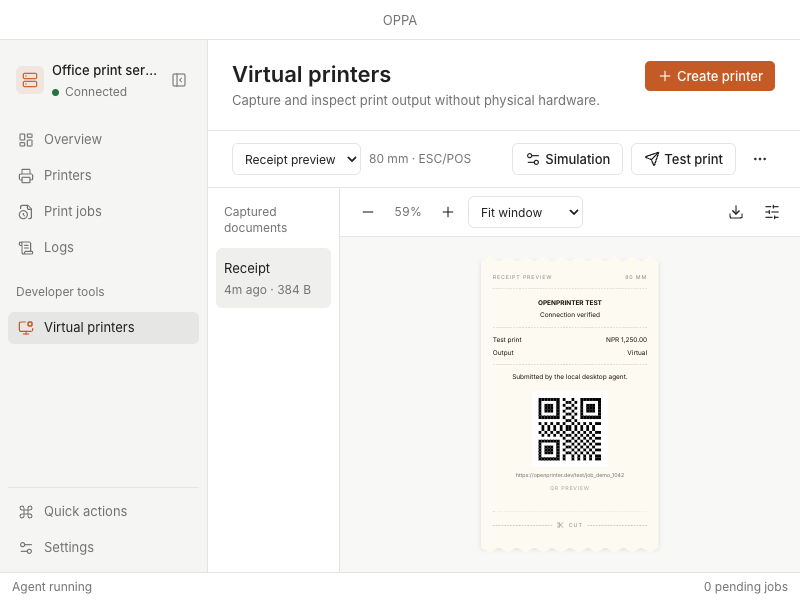 OPPA
Office print ser...
Connected
Overview
Printers
Print jobs
Logs
Developer tools
Virtual printers
Quick actions
Settings
Virtual printers
Capture and inspect print output without physical hardware.
Create printer
Receipt preview
80 mm · ESC/POS
Simulation
Test print
Captured
documents
Receipt
4m ago · 384 B
59%
Fit window
RECEIPT PREVIEW 80 MM
OPENPRINTER TEST
Connection verified
Test print NPR 1,250.00
Output Virtual
Submitted by the local desktop agent.
https://openprinter.dev/test/job_demo_1042
QR PREVIEW
CUT
Agent running
0 pending jobs